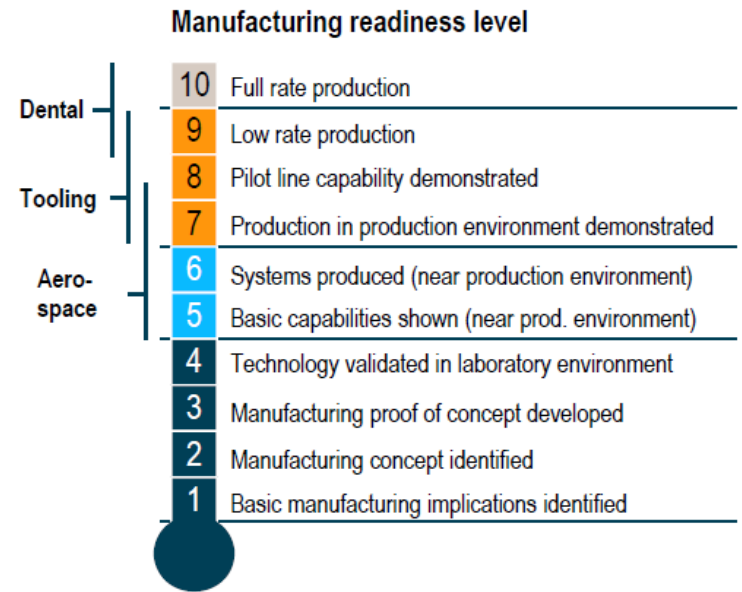 Manufacturing readiness level
10 Full rate production
Dental
9 Low rate production
8 Pilot line capability demonstrated
Tooling
7 Production in production environment demonstrated
6 Systems produced (near production environment)
Aero-
space
5 Basic capabilities shown (near prod. environment)
4 Technology validated in laboratory environment
3 Manufacturing proof of concept developed
2 Manufacturing concept identified
1 Basic manufacturing implications identified